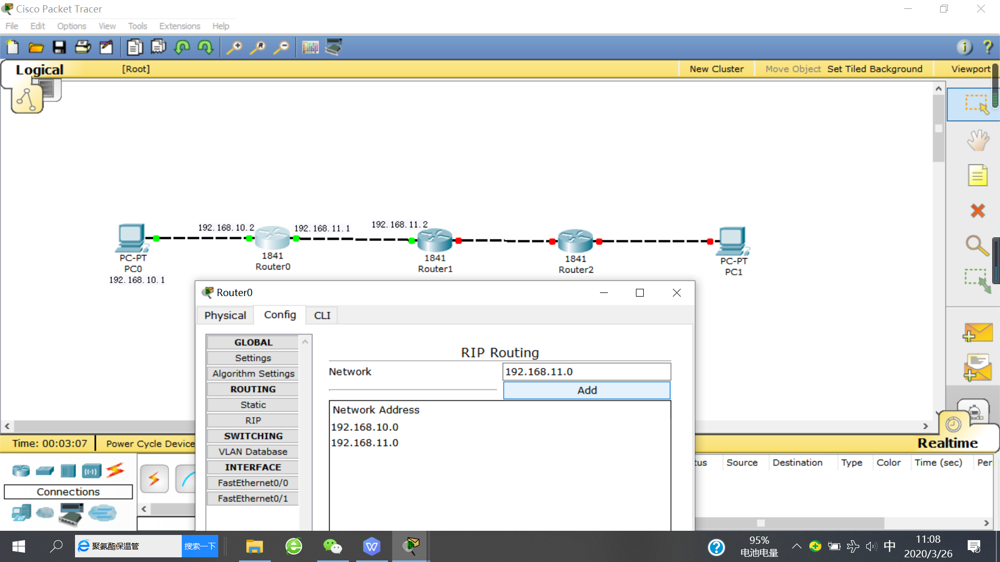 Cisco Packet Tracer
File Edit Options View Tools Extensions Help
Logical [Root] New Cluster Move Object Set Tiled Background Viewport
192.168.10.2 192.168.11.1 192.168.11.2
PC-PT
PC0
192.168.10.1
1841
Router0
1841
Router1
1841
Router2
PC-PT
PC1
Router0
Physical Config CLI
GLOBAL
Settings
Algorithm Settings
ROUTING
Static
RIP
SWITCHING
VLAN Database
INTERFACE
FastEthernet0/0
FastEthernet0/1
RIP Routing
Network 192.168.11.0
Add
Network Address
192.168.10.0
192.168.11.0
Time: 00:03:07 Power Cycle Device
Realtime
Connections
tus Source Destination Type Color Time (sec) Per
聚氨酯保温管 搜索一下
95%
电池电量
中
11:08
2020/3/26